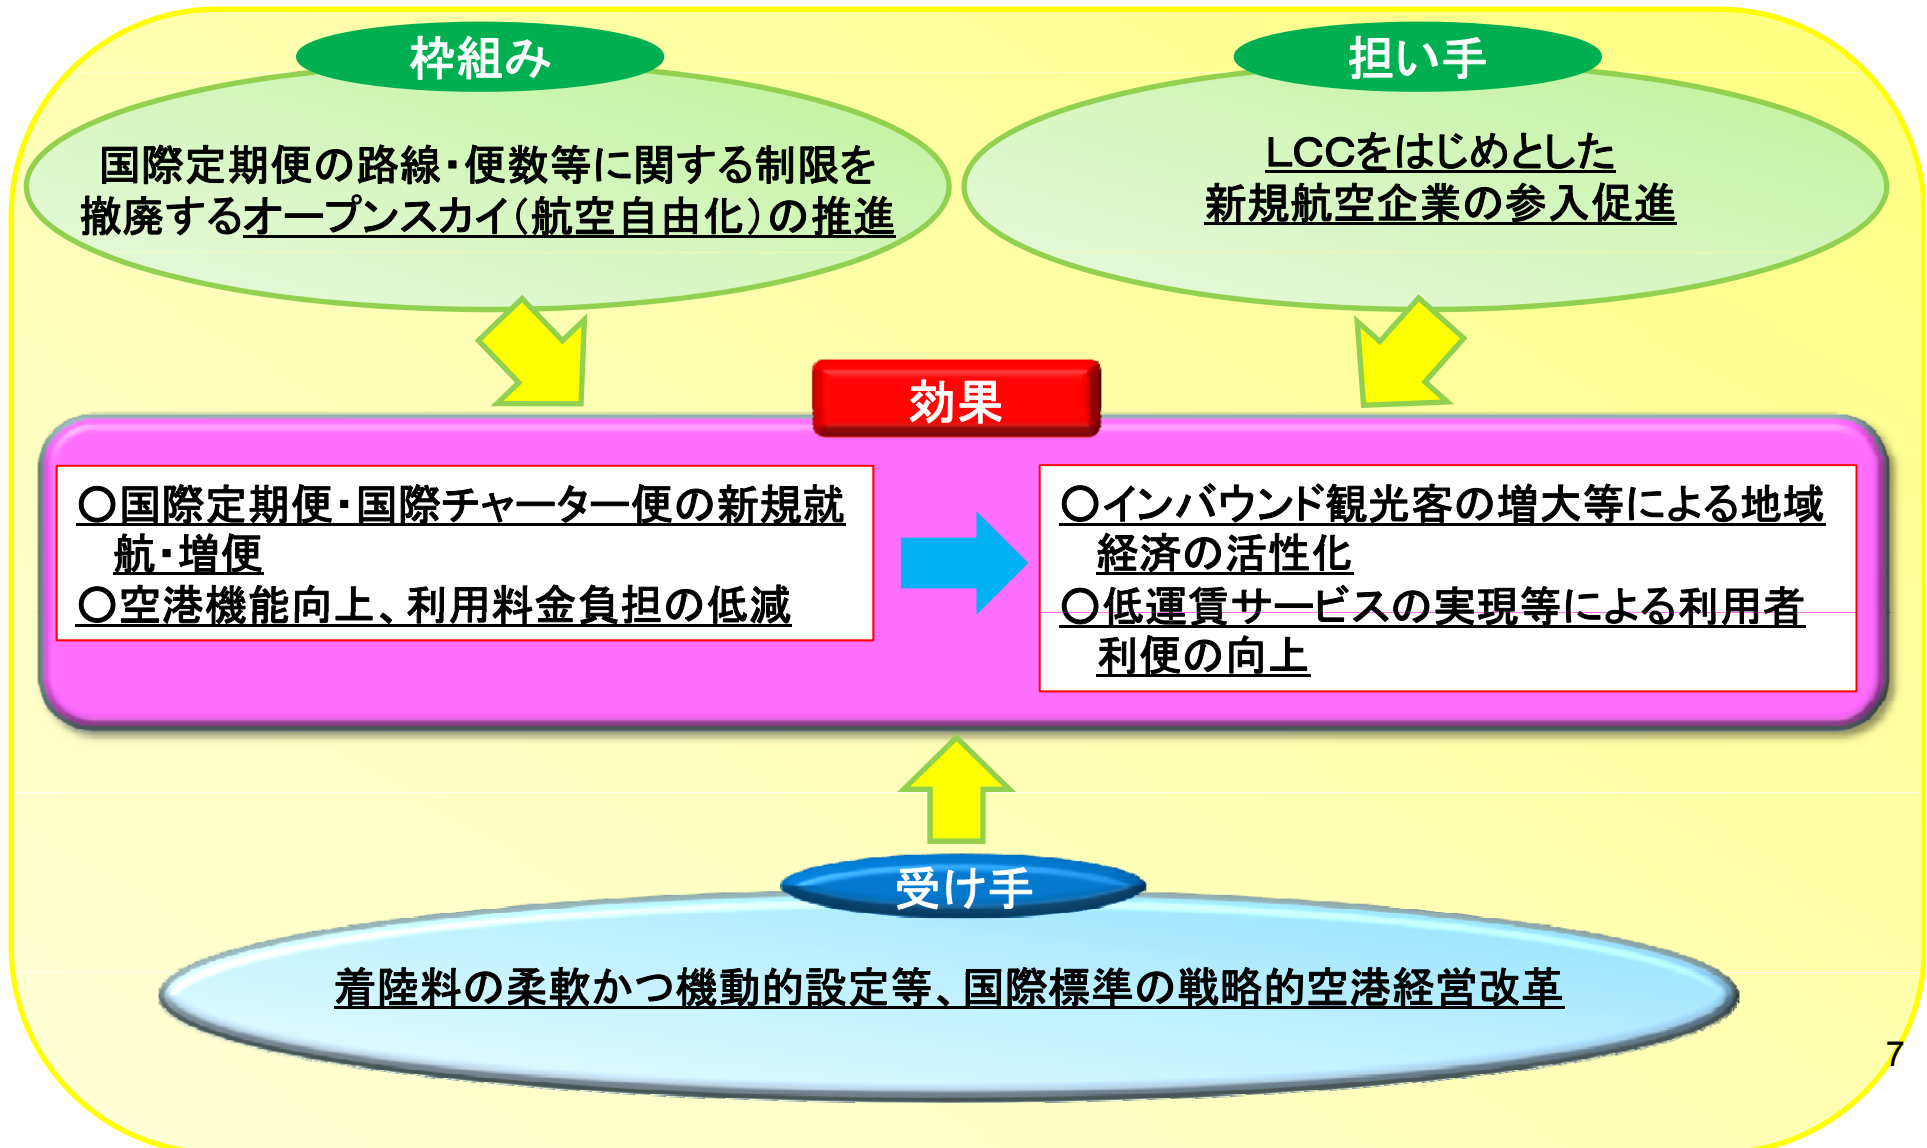 枠組み
国際定期便の路線・便数等に関する制限を
撤廃するオープンスカイ（航空自由化）の推進
担い手
LCCをはじめとした
新規航空企業の参入促進
効果
○国際定期便・国際チャーター便の新規就
航・増便
○空港機能向上、利用料金負担の低減
○インバウンド観光客の増大等による地域
経済の活性化
○低運賃サービスの実現等による利用者
利便の向上
受け手
着陸料の柔軟かつ機動的設定等、国際標準の戦略的空港経営改革
7